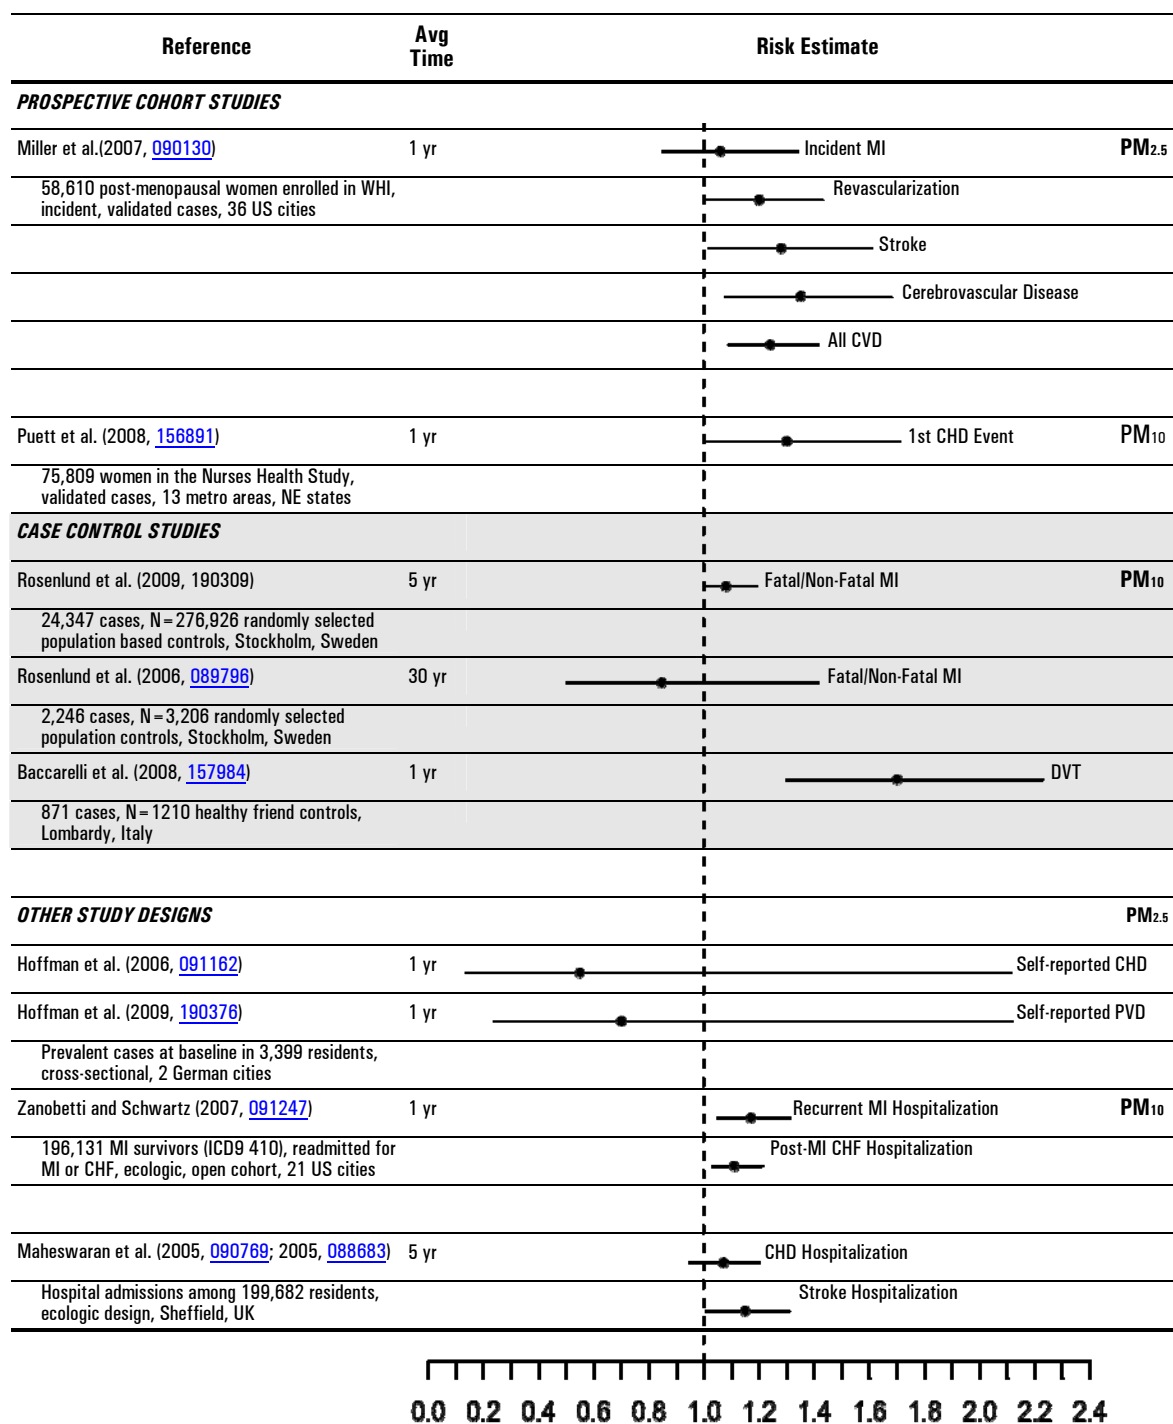 Reference Avg Time Risk Estimate
PROSPECTIVE COHORT STUDIES
Miller et al.(2007, 090130) 1 yr Incident MI PM2.5
58,610 post-menopausal women enrolled in WHI, Revascularization
incident, validated cases, 36 US cities
Stroke
Cerebrovascular Disease
All CVD
Puett et al. (2008, 156891) 1 yr 1st CHD Event PM10
75,809 women in the Nurses Health Study,
validated cases, 13 metro areas, NE states
CASE CONTROL STUDIES
Rosenlund et al. (2009, 190309) 5 yr Fatal/Non-Fatal MI PM10
24,347 cases, N=276,926 randomly selected
population based controls, Stockholm, Sweden
Rosenlund et al. (2006, 089796) 30 yr Fatal/Non-Fatal MI
2,246 cases, N=3,206 randomly selected
population controls, Stockholm, Sweden
Baccarelli et al. (2008, 157984) 1 yr DVT
871 cases, N=1210 healthy friend controls,
Lombardy, Italy
OTHER STUDY DESIGNS PM2.5
Hoffman et al. (2006, 091162) 1 yr Self-reported CHD
Hoffman et al. (2009, 190376) 1 yr Self-reported PVD
Prevalent cases at baseline in 3,399 residents,
cross-sectional, 2 German cities
Zanobetti and Schwartz (2007, 091247) 1 yr Recurrent MI Hospitalization PM10
196,131 MI survivors (ICD9 410), readmitted for Post-MI CHF Hospitalization
MI or CHF, ecologic, open cohort, 21 US cities
Maheswaran et al. (2005, 090769; 2005, 088683) 5 yr CHD Hospitalization
Hospital admissions among 199,682 residents, Stroke Hospitalization
ecologic design, Sheffield, UK
0.0 0.2 0.4 0.6 0.8 1.0 1.2 1.4 1.6 1.8 2.0 2.2 2.4